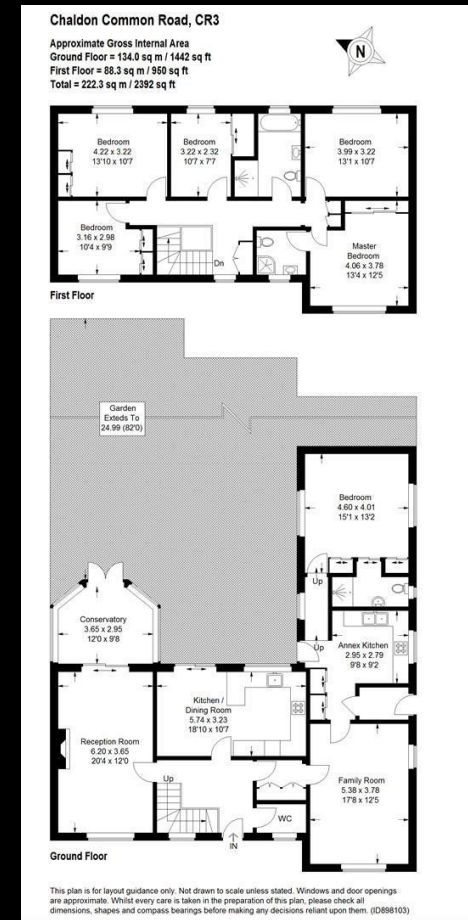 Chaldon Common Road, CR3
Approximate Gross Internal Area
Ground Floor = 134.0 sq m / 1442 sq ft
First Floor = 88.3 sq m / 950 sq ft
Total = 222.3 sq m / 2392 sq ft
N
Bedroom
4.22 x 3.22
13'10 x 10'7
Bedroom
3.22 x 2.32
10'7 x 7'7
Bedroom
3.99 x 3.22
13'1 x 10'7
Bedroom
3.16 x 2.98
10'4 x 9'9
Dn
Master
Bedroom
4.06 x 3.78
13'4 x 12'5
First Floor
Garden
Exteds To
24.99 (82'0)
Bedroom
4.60 x 4.01
15'1 x 13'2
Up
Conservatory
3.65 x 2.95
12'0 x 9'8
Up
Annex Kitchen
2.95 x 2.79
9'8 x 9'2
Kitchen /
Dining Room
5.74 x 3.23
18'10 x 10'7
Reception Room
6.20 x 3.65
20'4 x 12'0
Up
Family Room
5.38 x 3.78
17'8 x 12'5
WC
IN
Ground Floor
This plan is for layout guidance only. Not drawn to scale unless stated. Windows and door openings
are approximate. Whilst every care is taken in the preparation of this plan, please check all
dimensions, shapes and compass bearings before making any decisions reliant upon them. (ID898103)